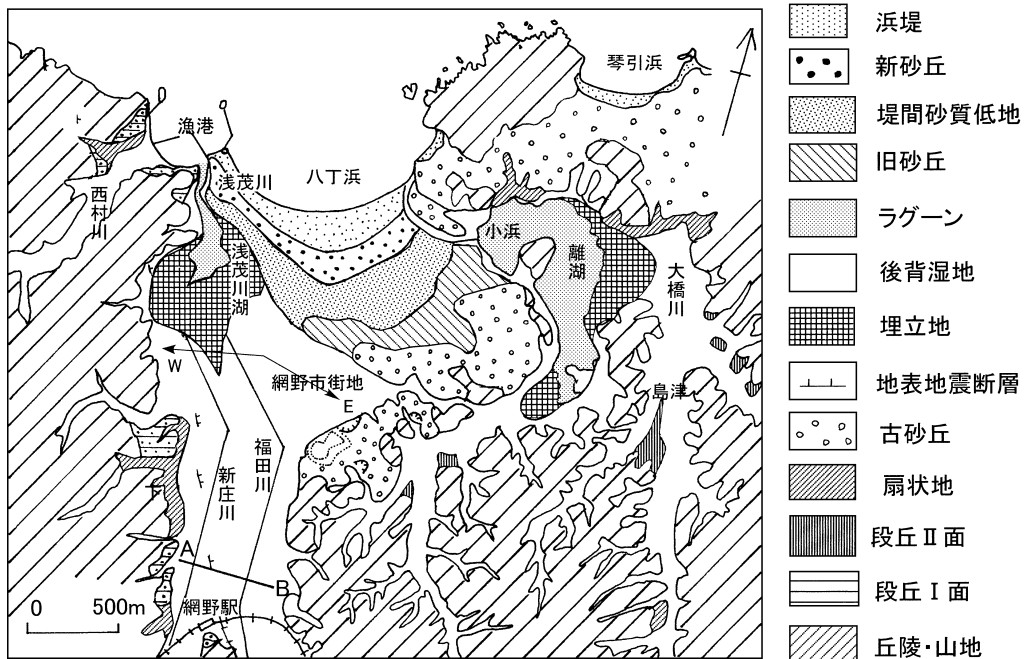 琴引浜
漁港
浅茂川
八丁浜
西村川
小浜
浅茂川湖
離湖
大橋川
W
網野市街地
E
島津
福田川
新庄川
A
B
0 500m
網野駅
浜堤
新砂丘
堤間砂質低地
旧砂丘
ラグーン
後背湿地
埋立地
地表地震断層
古砂丘
扇状地
段丘Ⅱ面
段丘Ⅰ面
丘陵・山地